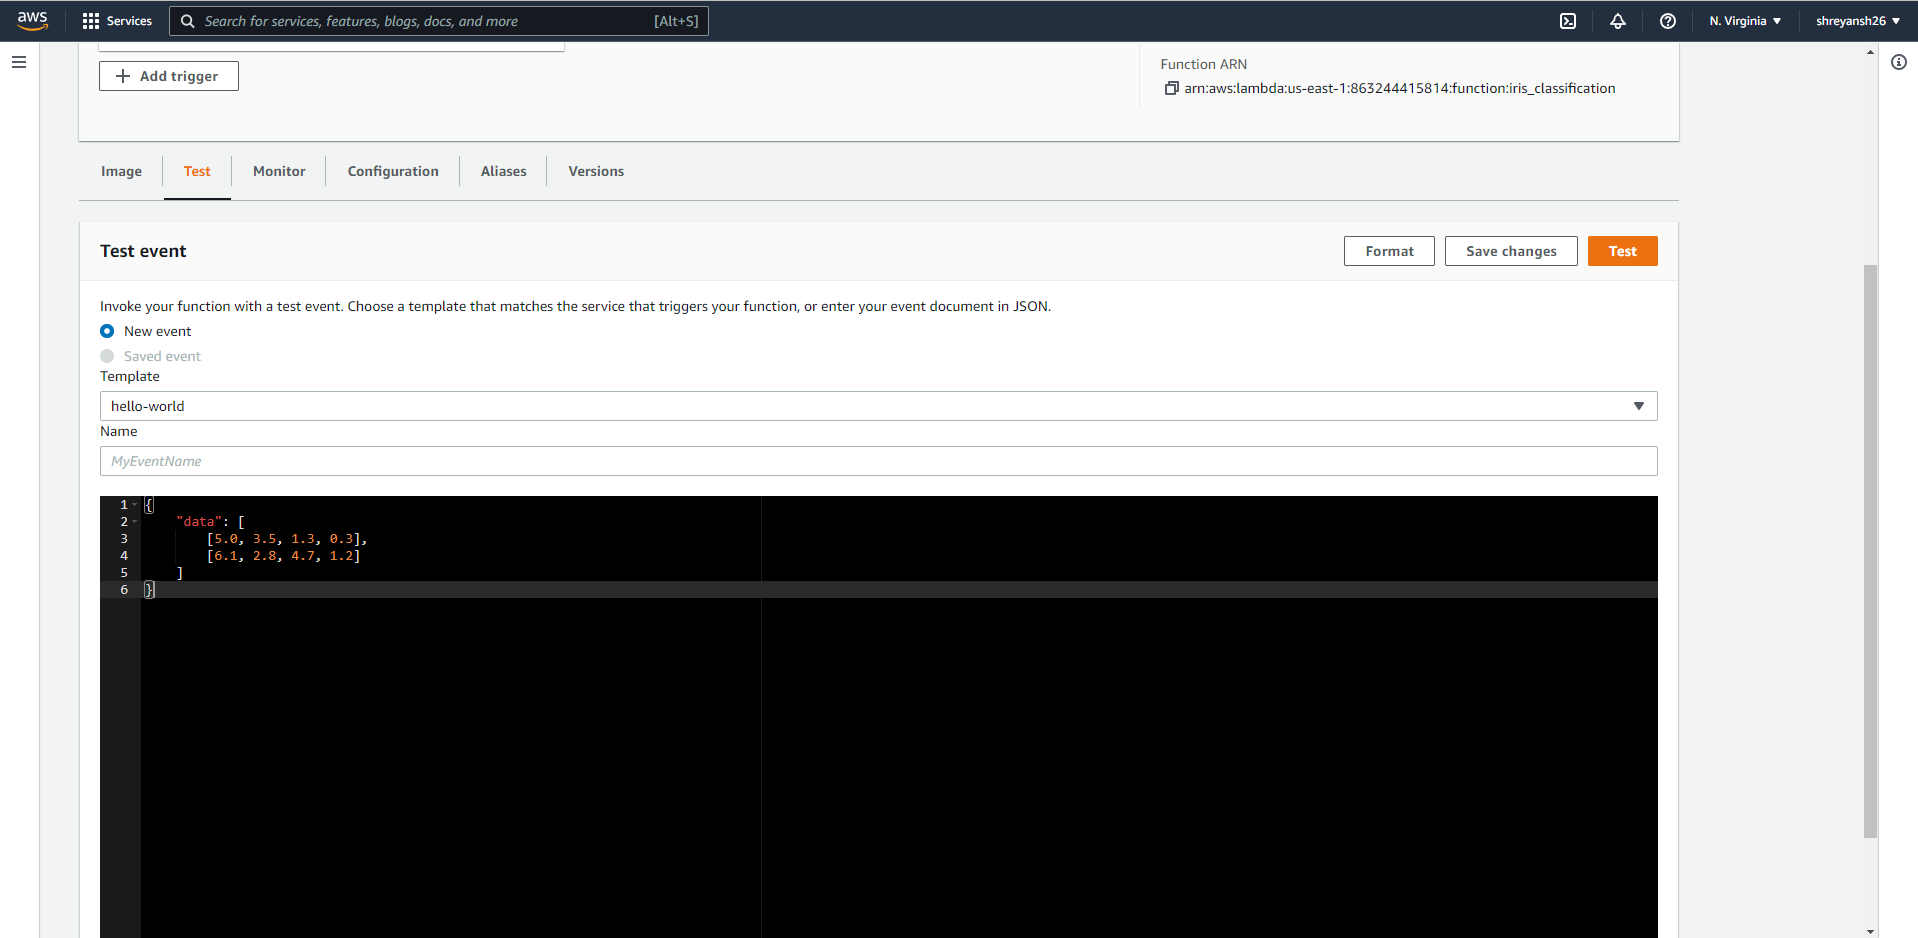 aws Services Search for services, features, blogs, docs, and more [Alt+S] N. Virginia ▼ shreyansh26 ▼
Add trigger
Function ARN
arn:aws:lambda:us-east-1:863244415814:function:iris_classification
Image Test Monitor Configuration Aliases Versions
Test event Format Save changes Test
Invoke your function with a test event. Choose a template that matches the service that triggers your function, or enter your event document in JSON.
New event
Saved event
Template
hello-world
Name
MyEventName
1 {
2 "data": [
3 [5.0, 3.5, 1.3, 0.3],
4 [6.1, 2.8, 4.7, 1.2]
5 ]
6 }